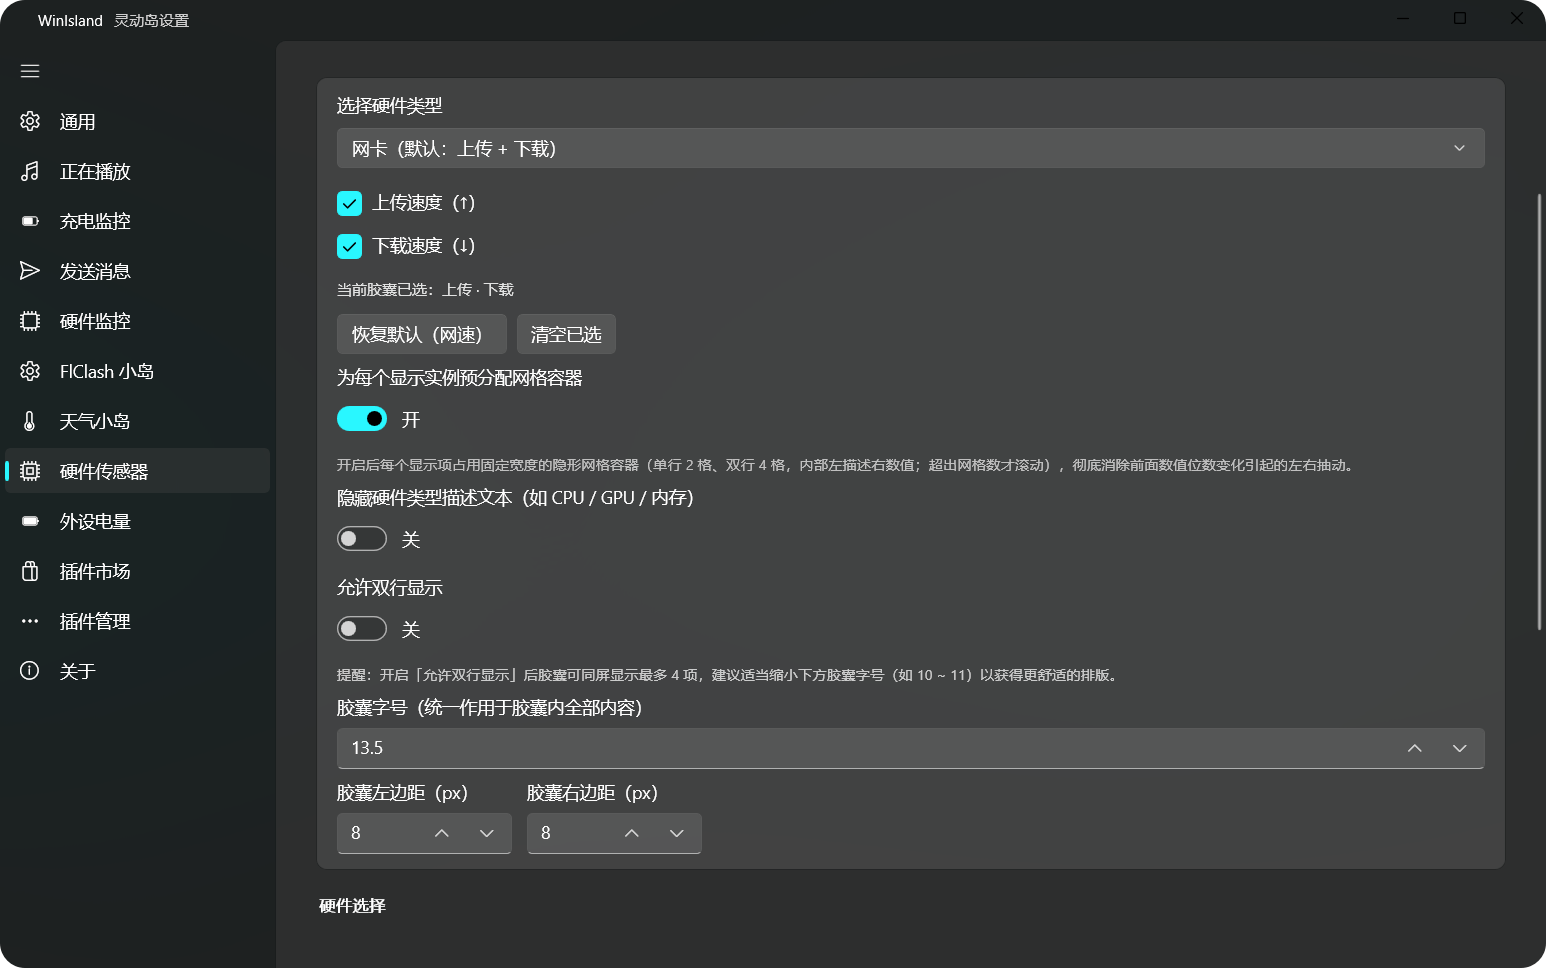 WinIsland 灵动岛设置
通用
正在播放
充电监控
发送消息
硬件监控
FlClash 小岛
天气小岛
硬件传感器
外设电量
插件市场
插件管理
关于
选择硬件类型
网卡（默认：上传 + 下载）
上传速度（↑）
下载速度（↓）
当前胶囊已选：上传 · 下载
恢复默认（网速） 清空已选
为每个显示实例预分配网格容器
开
开启后每个显示项占用固定宽度的隐形网格容器（单行 2 格、双行 4 格，内部左描述右数值；超出网格数才滚动），彻底消除前面数值位数变化引起的左右抽动。
隐藏硬件类型描述文本（如 CPU / GPU / 内存）
关
允许双行显示
关
提醒：开启「允许双行显示」后胶囊可同屏显示最多 4 项，建议适当缩小下方胶囊字号（如 10 ~ 11）以获得更舒适的排版。
胶囊字号（统一作用于胶囊内全部内容）
13.5
胶囊左边距（px） 胶囊右边距（px）
8 8
硬件选择